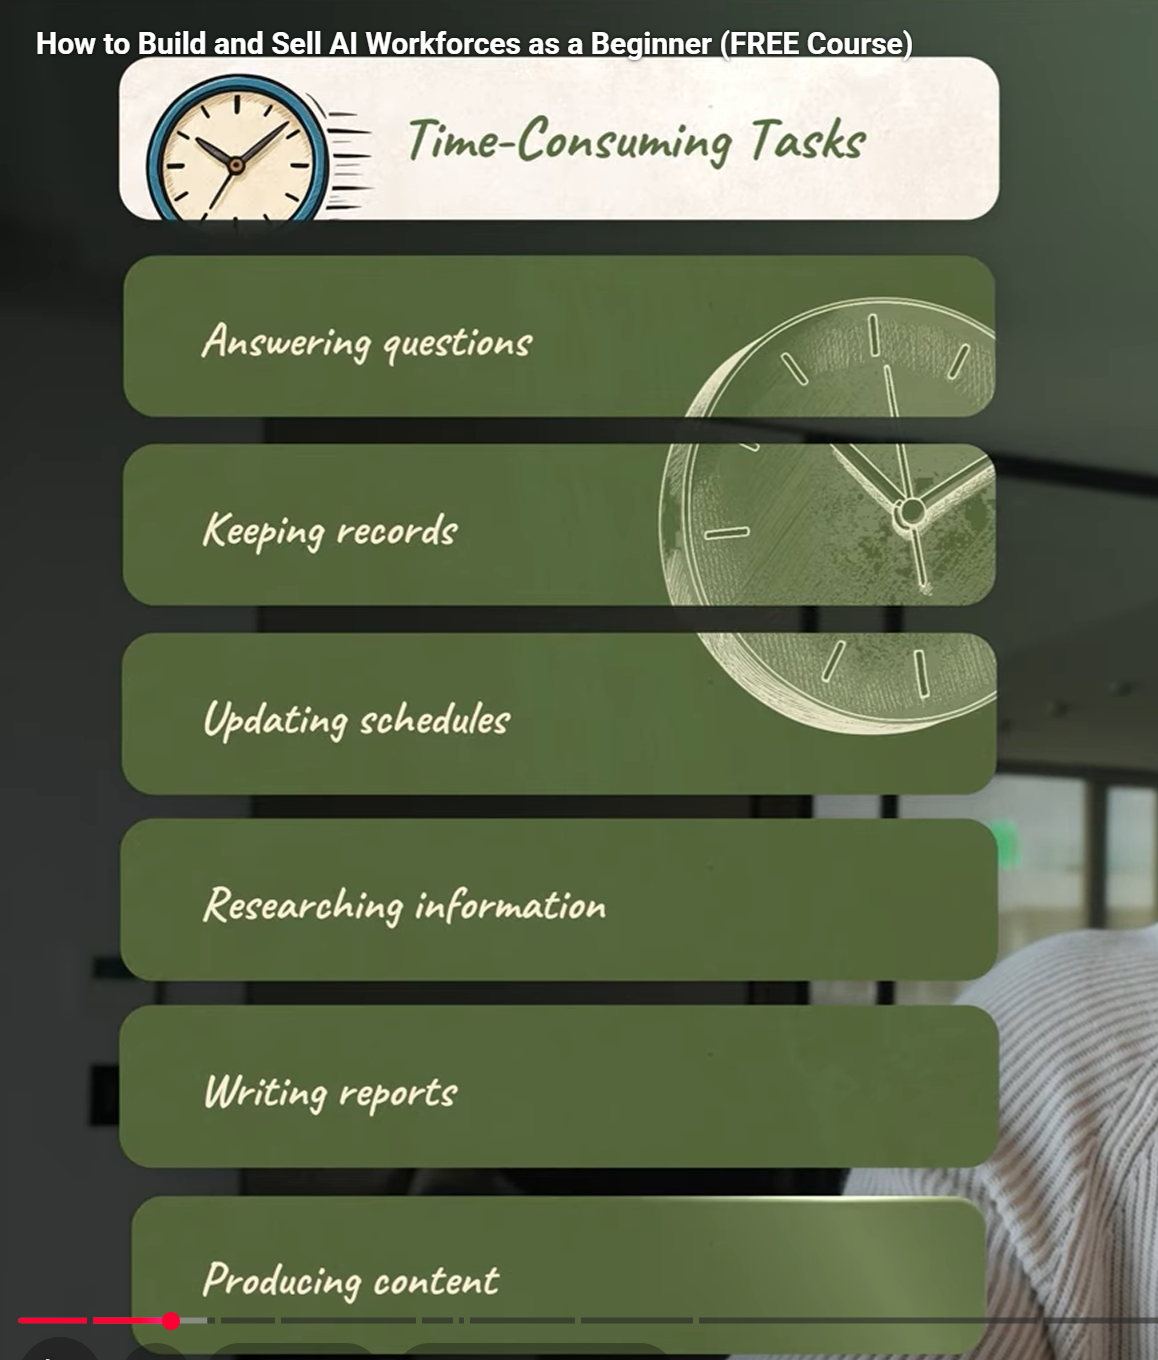 How to Build and Sell AI Workforces as a Beginner (FREE Course)
Time-Consuming Tasks
Answering questions
Keeping records
Updating schedules
Researching information
Writing reports
Producing content